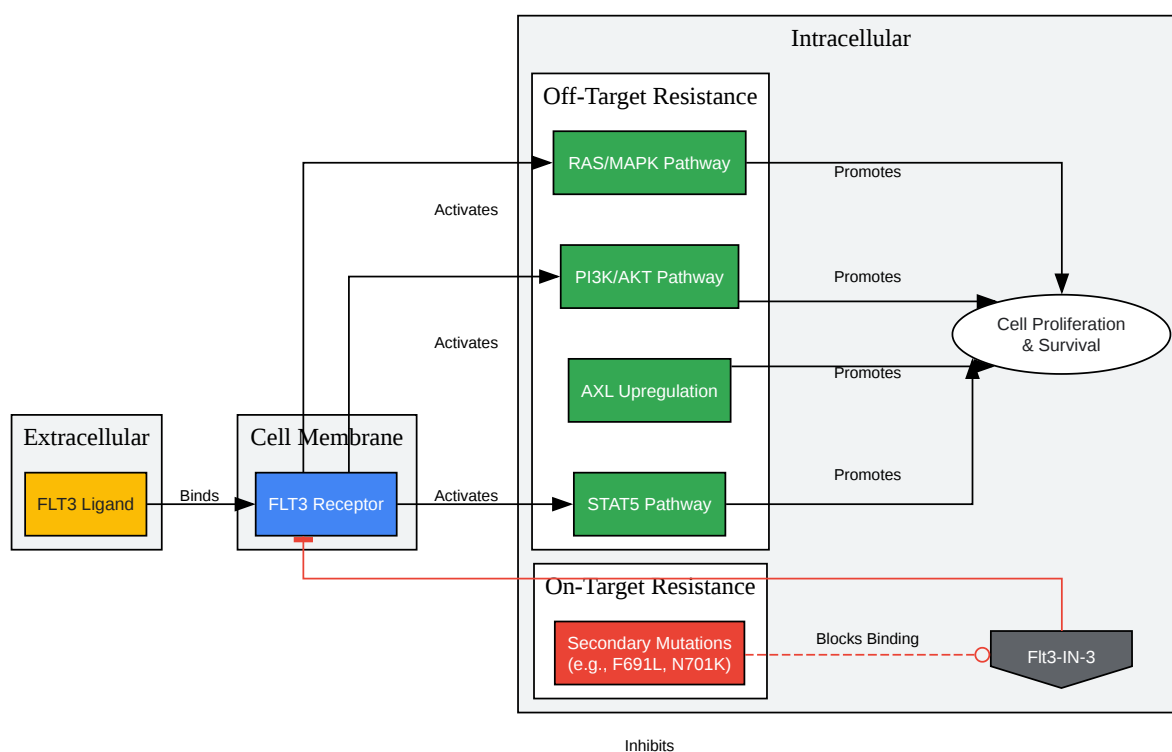 Intracellular
Off-Target Resistance
RAS/MAPK Pathway
Promotes
Activates
PI3K/AKT Pathway
Promotes
Cell Proliferation
& Survival
Activates
AXL Upregulation
Promotes
Extracellular
Cell Membrane
FLT3 Ligand
Binds
FLT3 Receptor
Activates
STAT5 Pathway
Promotes
On-Target Resistance
Secondary Mutations
(e.g., F691L, N701K)
Blocks Binding
Flt3-IN-3
Inhibits